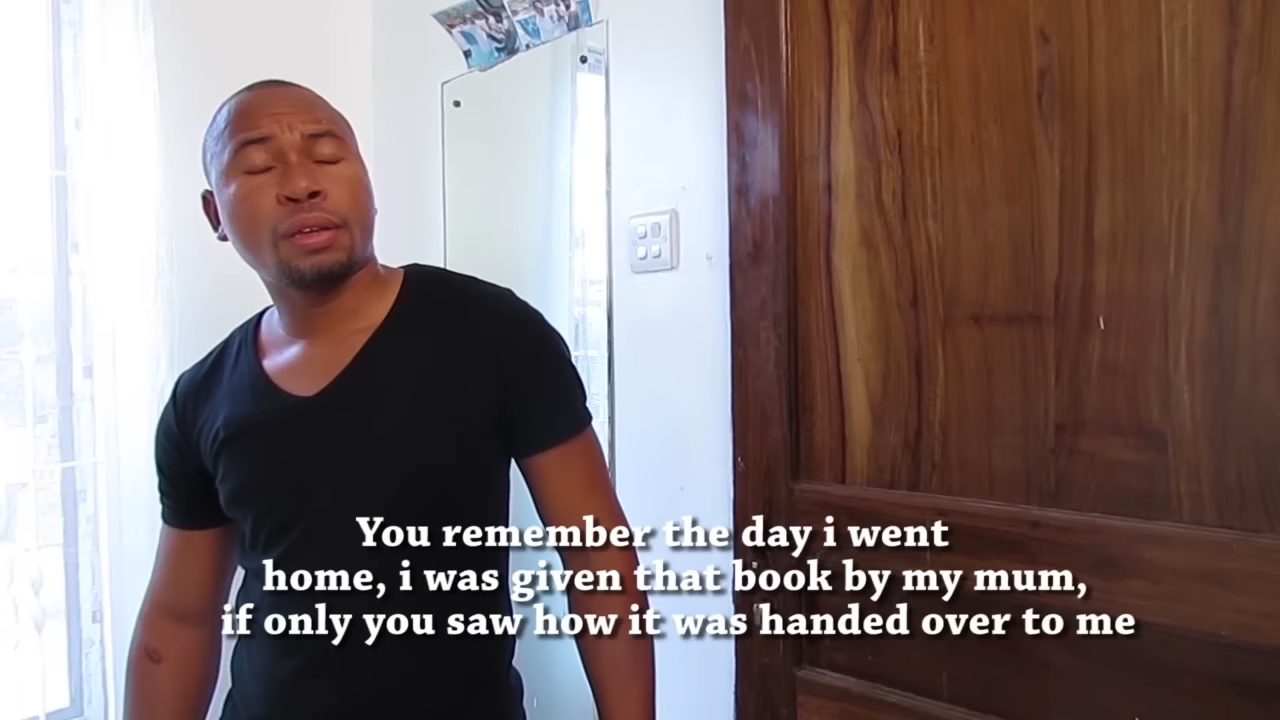 You remember the day i went
home, i was given that book by my mum,
if only you saw how it was handed over to me